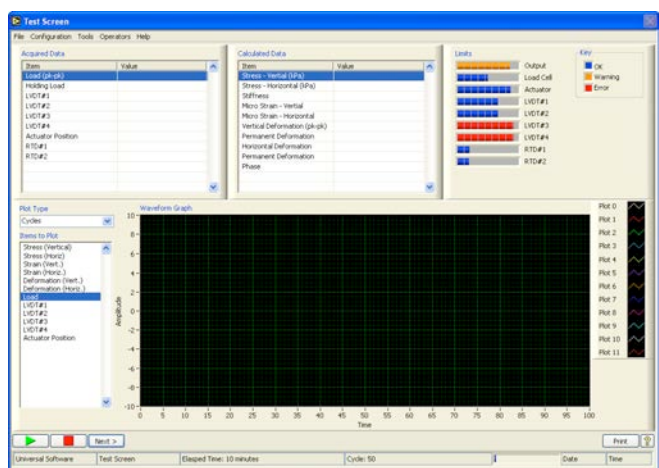 Test Screen
File Configuration Tools Operators Help
Acquired Data
Item Value
Load (pk-pk)
Holding Load
LVDT#1
LVDT#2
LVDT#3
LVDT#4
Actuator Position
RTD#1
RTD#2
Calculated Data
Item Value
Stress - Vertial (kPa)
Stress - Horizontal (kPa)
Stiffness
Micro Strain - Vertial
Micro Strain - Horizontal
Vertical Deformation (pk-pk)
Permanent Deformation
Horizontal Deformation
Permanent Deformation
Phase
Limits
Output
Load Cell
Actuator
LVDT#1
LVDT#2
LVDT#3
LVDT#4
RTD#1
RTD#2
Key
OK
Warning
Error
Plot Type
Cycles
Items to Plot
Stress (Vertical)
Stress (Horiz)
Strain (Vert.)
Strain (Horiz.)
Deformation (Vert.)
Deformation (Horiz.)
Load
LVDT#1
LVDT#2
LVDT#3
LVDT#4
Actuator Position
Waveform Graph
Amplitude
10
8
6
4
2
0
-2
-4
-6
-8
-10
0 5 10 15 20 25 30 35 40 45 50 55 60 65 70 75 80 85 90 95 100
Time
Plot 0
Plot 1
Plot 2
Plot 3
Plot 4
Plot 5
Plot 6
Plot 7
Plot 8
Plot 9
Plot 10
Plot 11
Next >
Print ?
Universal Software Test Screen Elasped Time: 10 minutes Cycle: 50 Date Time